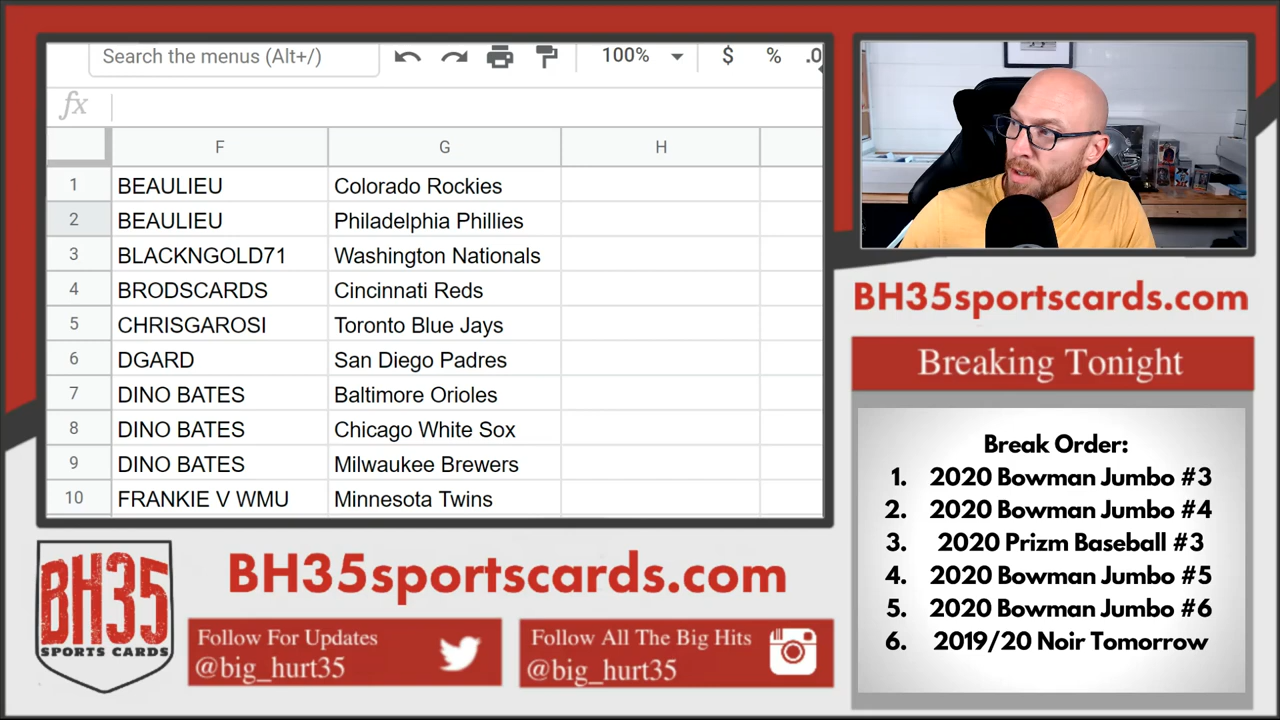 Search the menus (Alt+/)
100%
$
%
.0
fx
F
G
H
1
BEAULIEU
Colorado Rockies
2
BEAULIEU
Philadelphia Phillies
3
BLACKNGOLD71
Washington Nationals
4
BRODSCARDS
Cincinnati Reds
5
CHRISGAROSI
Toronto Blue Jays
6
DGARD
San Diego Padres
7
DINO BATES
Baltimore Orioles
8
DINO BATES
Chicago White Sox
9
DINO BATES
Milwaukee Brewers
10
FRANKIE V WMU
Minnesota Twins
BH35sportscards.com
Breaking Tonight
Break Order:
1. 2020 Bowman Jumbo #3
2. 2020 Bowman Jumbo #4
3. 2020 Prizm Baseball #3
4. 2020 Bowman Jumbo #5
5. 2020 Bowman Jumbo #6
6. 2019/20 Noir Tomorrow
BH35
SPORTS CARDS
BH35sportscards.com
Follow For Updates
@big_hurt35
Follow All The Big Hits
@big_hurt35